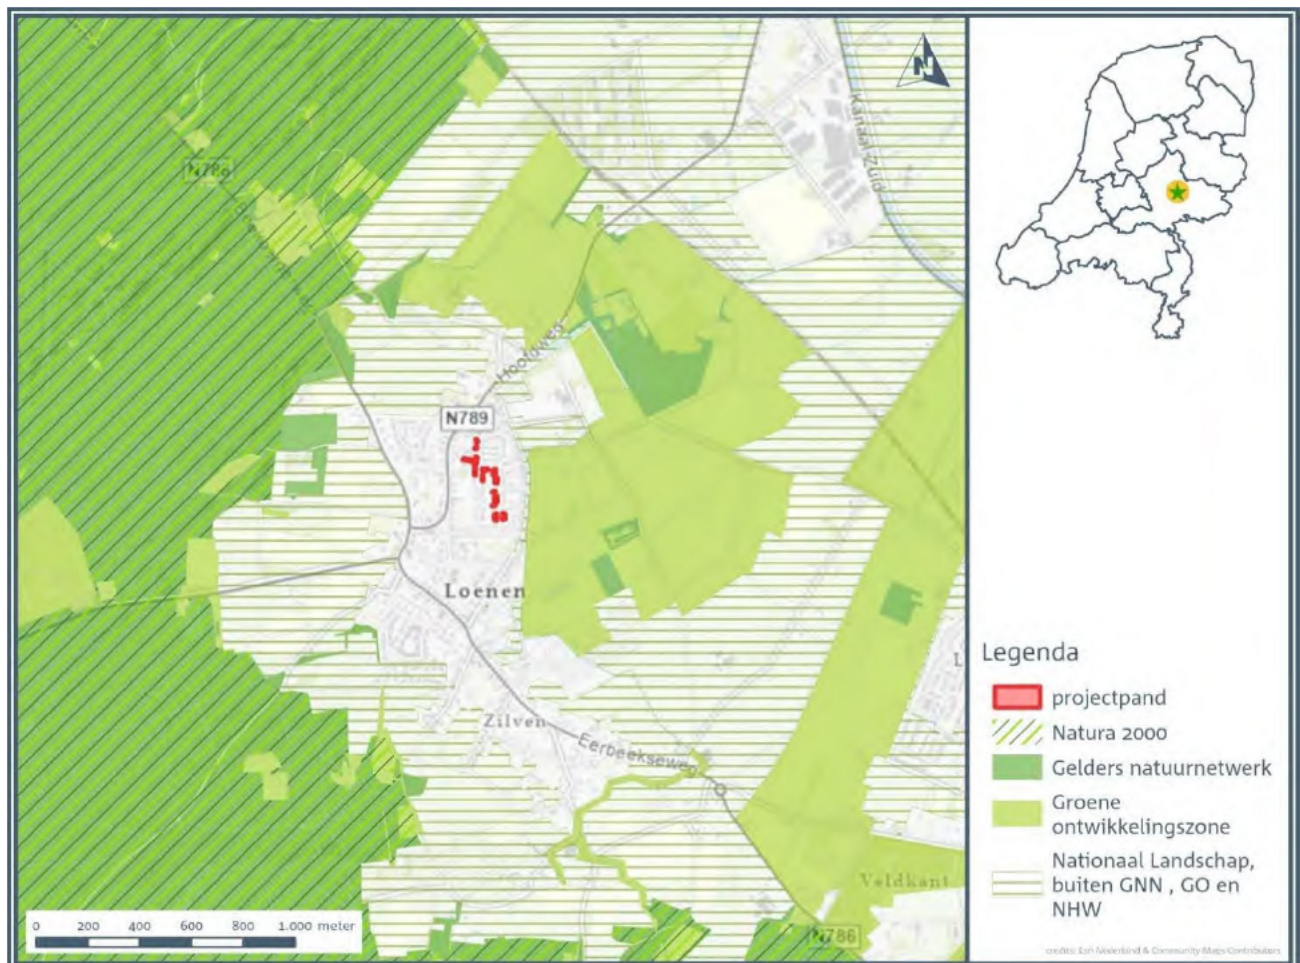 N
N786
Kanaal Zuid
Hoofdweg
N789
Loenen
Zilven
Eerbeekseweg
Veldkant
N786
L
0 200 400 600 800 1.000 meter
Legenda
projectpand
Natura 2000
Gelders natuurnetwerk
Groene
ontwikkelingszone
Nationaal Landschap,
buiten GNN , GO en
NHW
credits: Esri Nederland & Community Maps Contributors